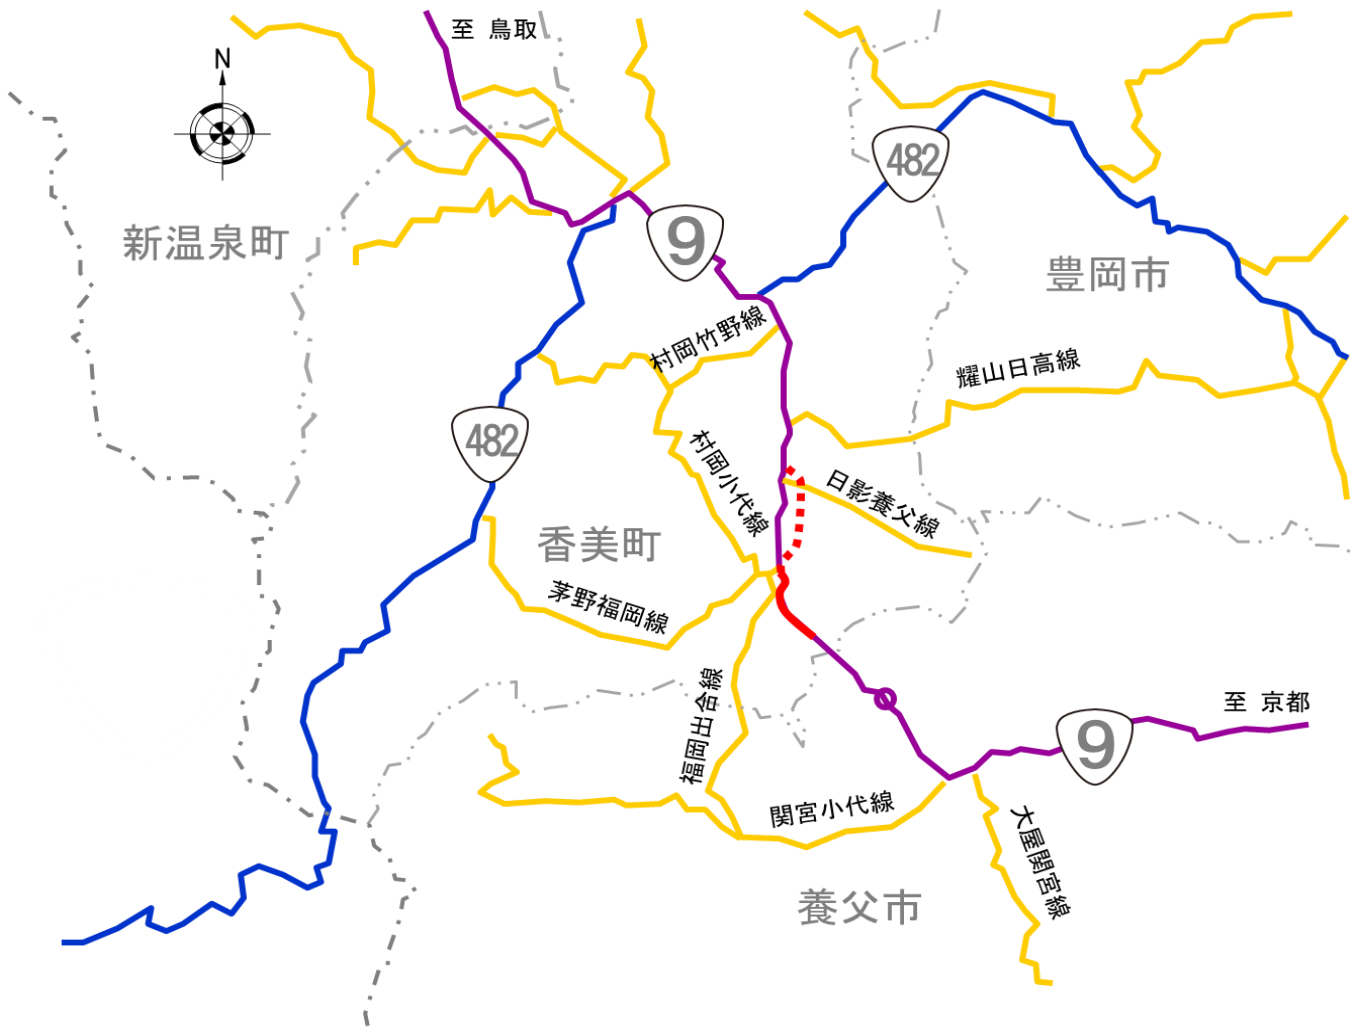 至 鳥取
N
482
9
新温泉町
豊岡市
村岡竹野線
耀山日高線
482
村岡小代線
日影養父線
香美町
茅野福岡線
福岡出合線
至 京都
9
関宮小代線
大屋関宮線
養父市